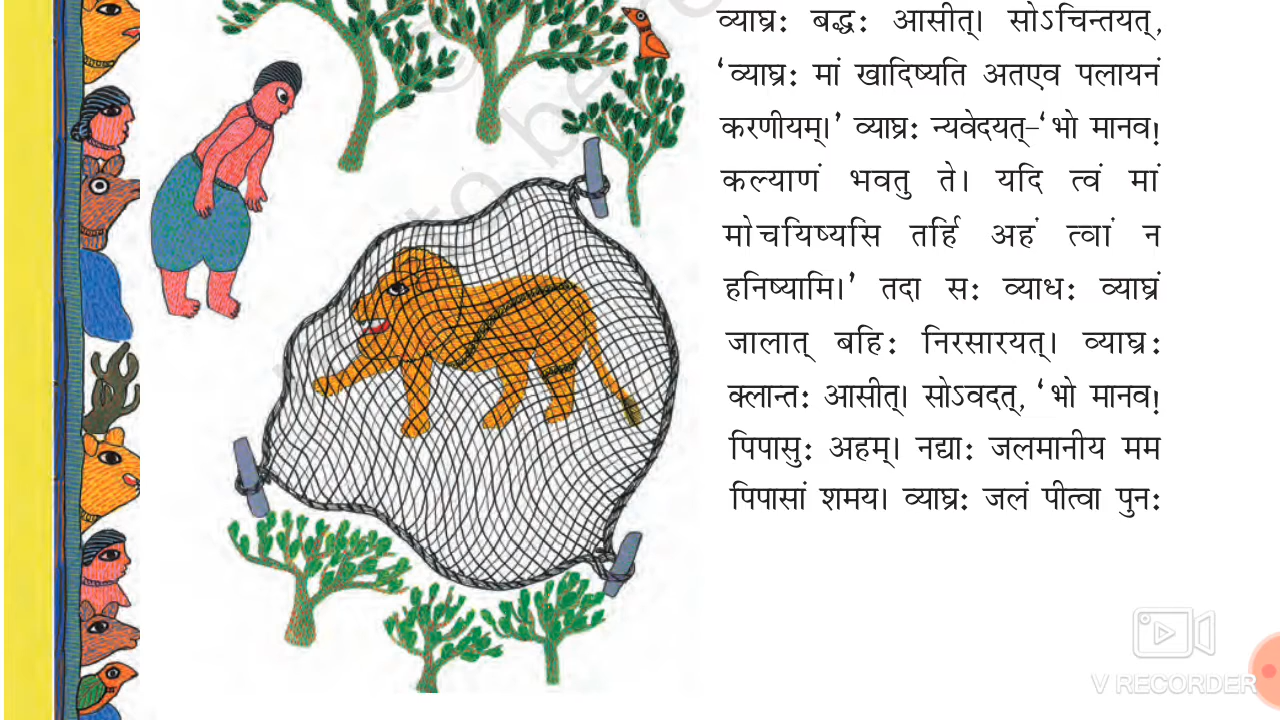 व्याघ्रः बद्धः आसीत्। सोऽचिन्तयत्,
‘व्याघ्रः मां खादिष्यति अतएव पलायनं
करणीयम्।’ व्याघ्रः न्यवेदयत्–‘भो मानव!
कल्याणं भवतु ते। यदि त्वं मां
मोचयिष्यसि तर्हि अहं त्वां न
हनिष्यामि।’ तदा सः व्याधः व्याघ्रं
जालात् बहिः निरसारयत्। व्याघ्रः
क्लान्तः आसीत्। सोऽवदत्, ‘भो मानव!
पिपासुः अहम्। नद्याः जलमानीय मम
पिपासां शमय। व्याघ्रः जलं पीत्वा पुनः
V RECORDER